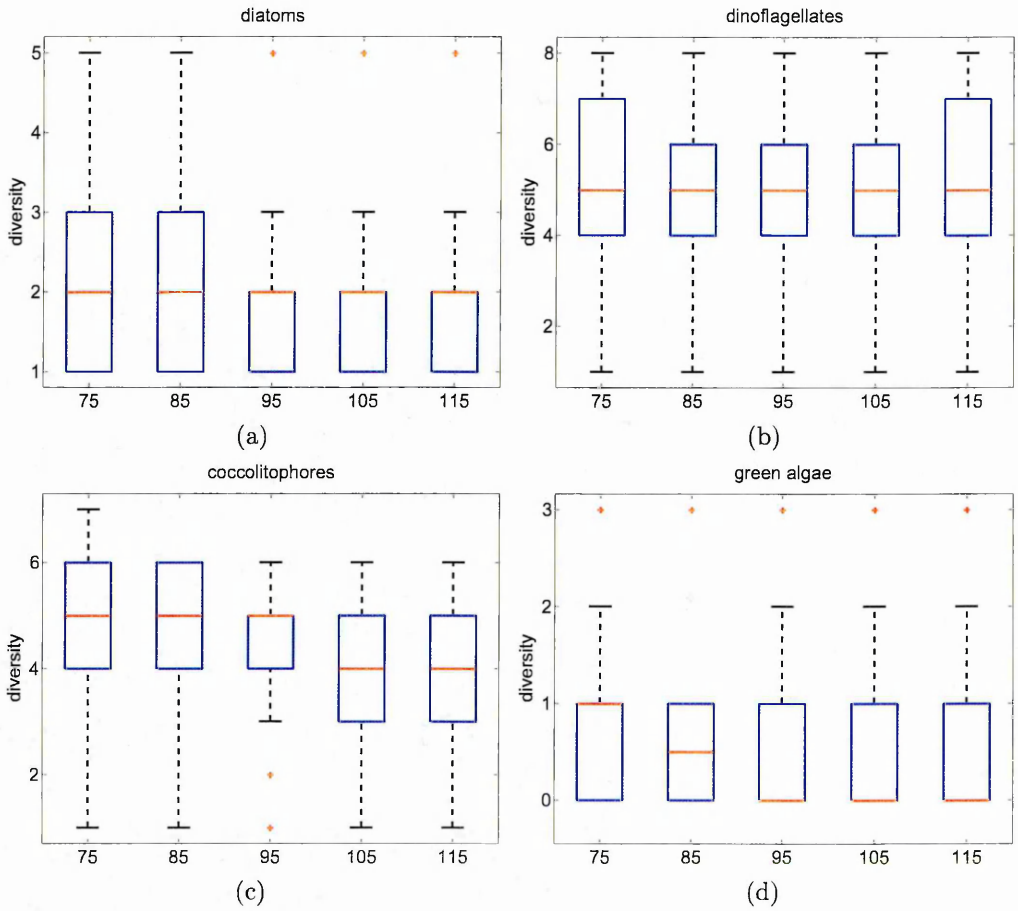 diatoms
diversity
5
4
3
2
1
75 85 95 105 115
(a)
dinoflagellates
diversity
8
6
4
2
75 85 95 105 115
(b)
coccolitophores
diversity
6
4
2
75 85 95 105 115
(c)
green algae
diversity
3
2
1
0
75 85 95 105 115
(d)